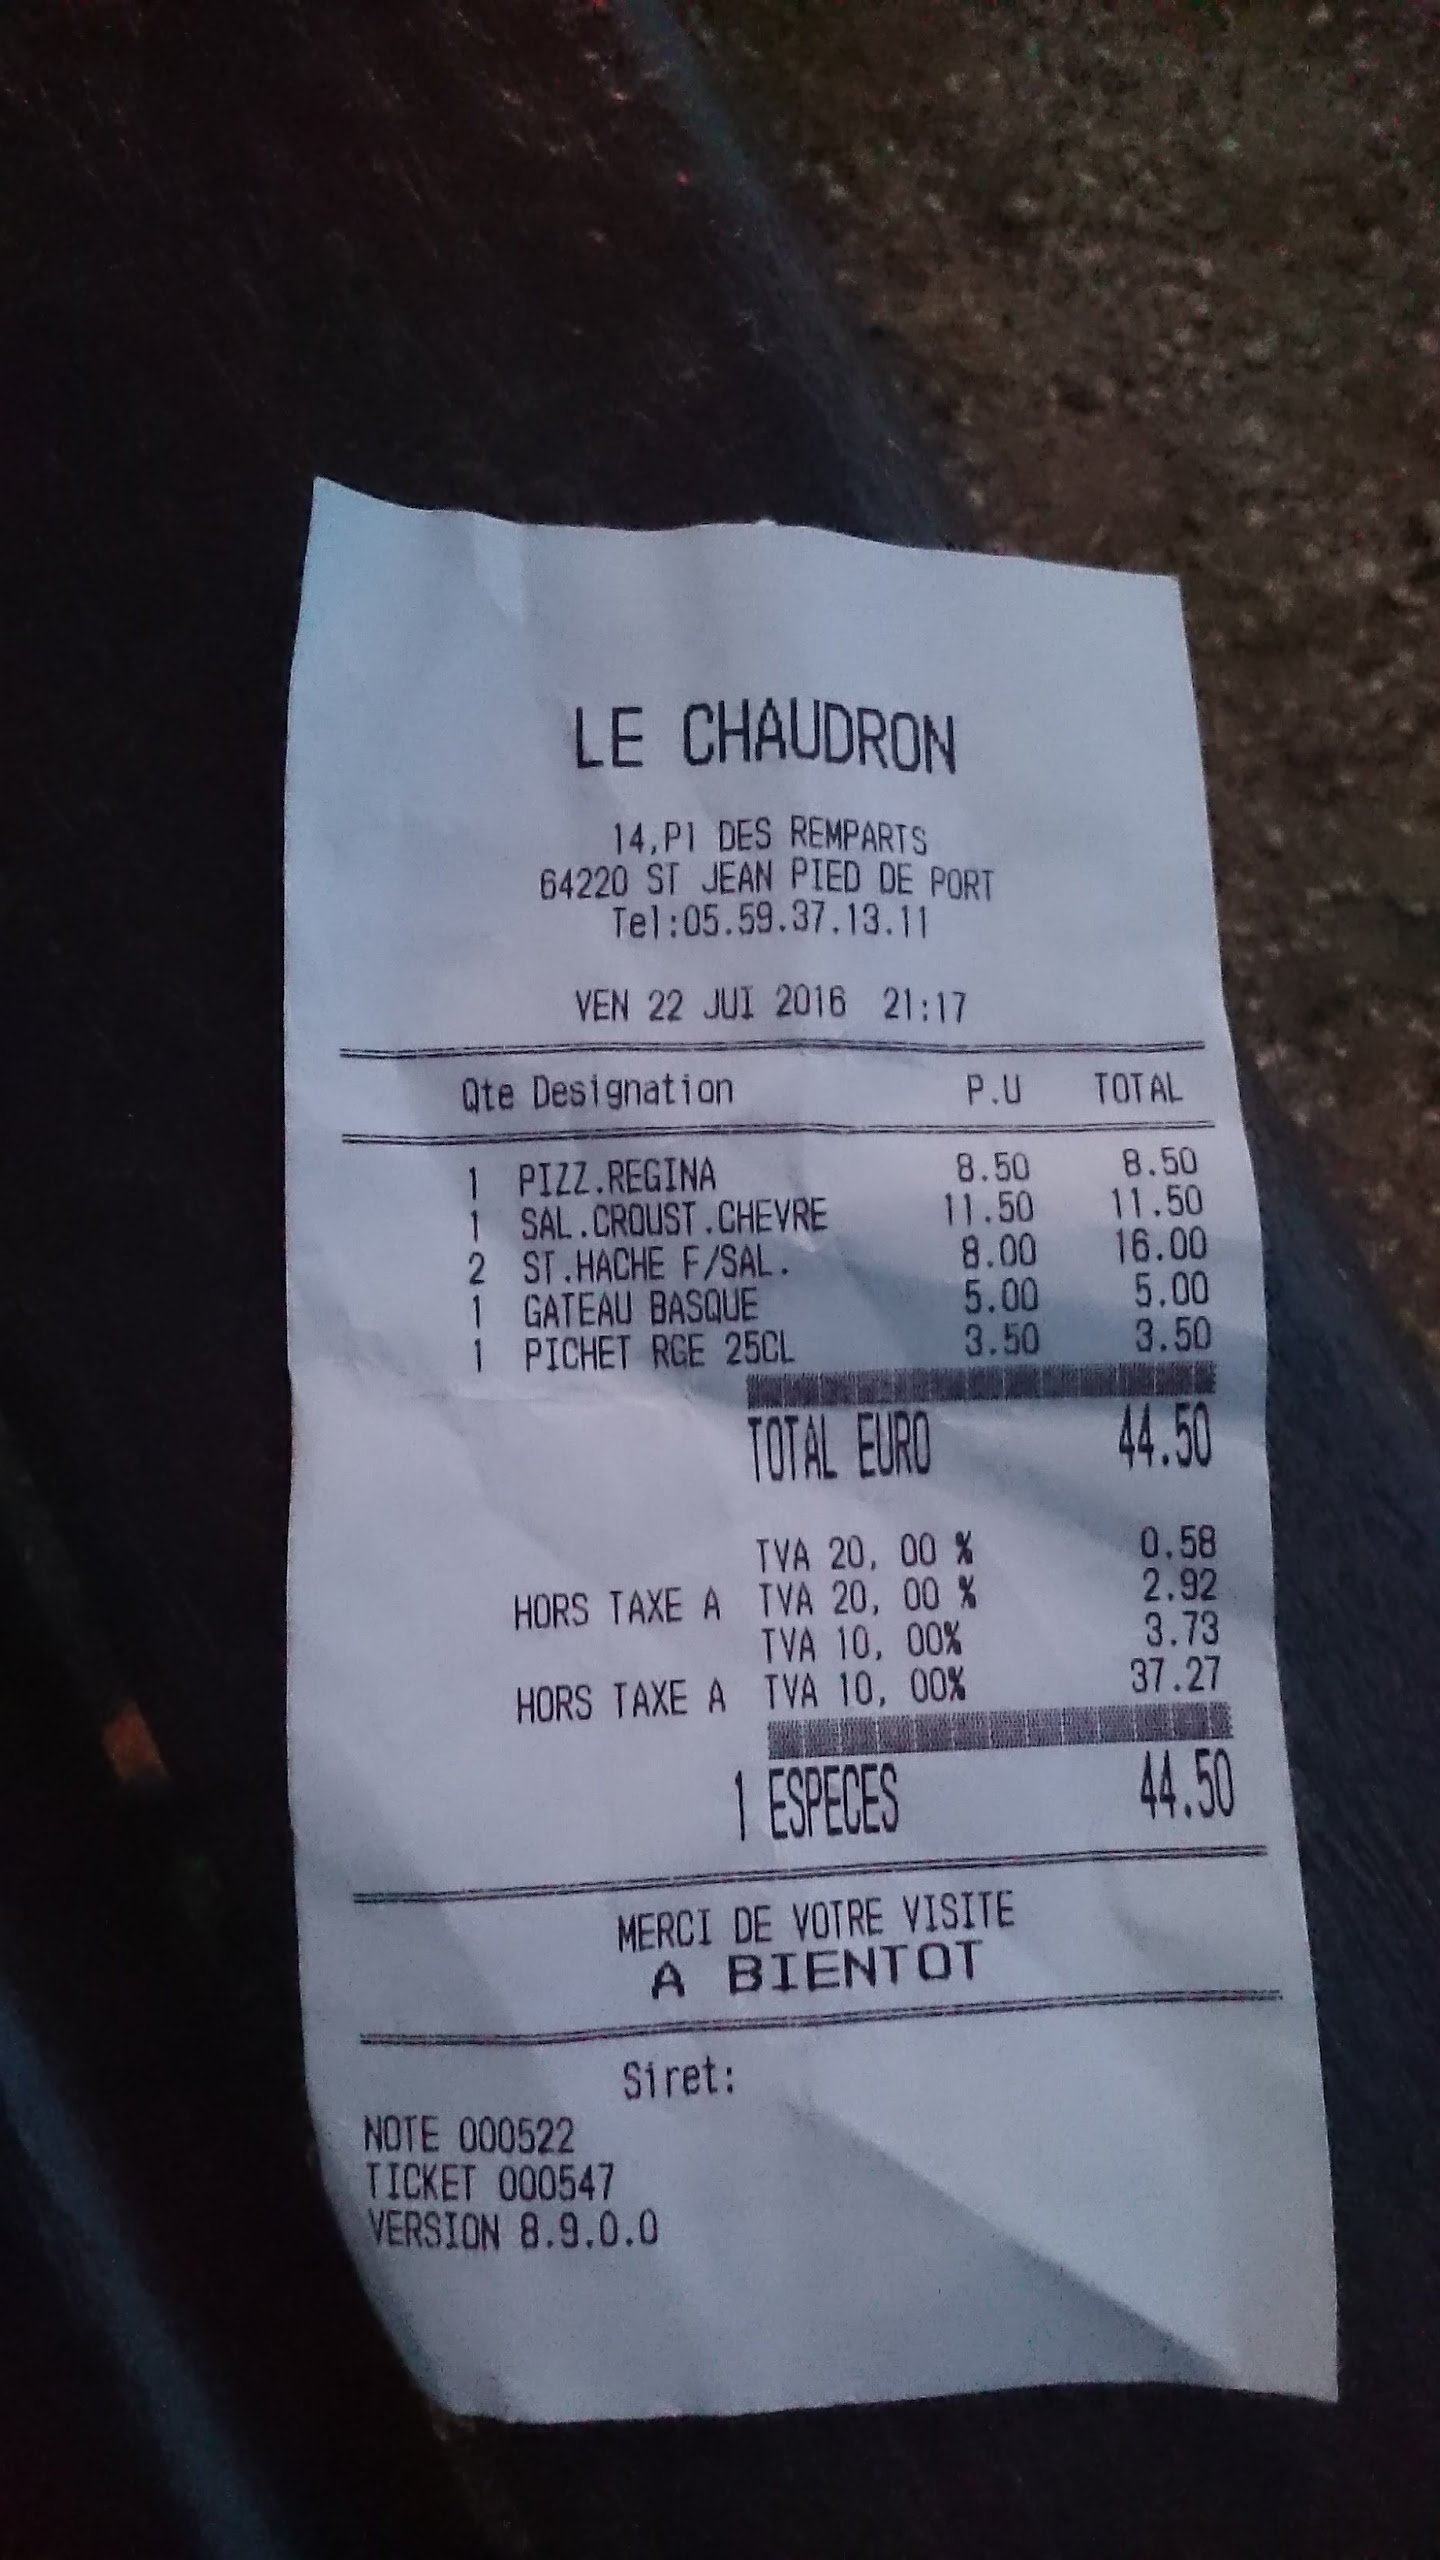 LE CHAUDRON
14,Pl DES REMPARTS
64220 ST JEAN PIED DE PORT
Tel:05.59.37.13.11
VEN 22 JUI 2016 21:17
Qte Designation P.U TOTAL
1 PIZZ.REGINA 8.50 8.50
1 SAL.CROUST.CHEVRE 11.50 11.50
2 ST.HACHE F/SAL. 8.00 16.00
1 GATEAU BASQUE 5.00 5.00
1 PICHET RGE 25CL 3.50 3.50
TOTAL EURO 44.50
TVA 20, 00 % 0.58
HORS TAXE A TVA 20, 00 % 2.92
TVA 10, 00% 3.73
HORS TAXE A TVA 10, 00% 37.27
1 ESPECES 44.50
MERCI DE VOTRE VISITE
A BIENTOT
Siret:
NOTE 000522
TICKET 000547
VERSION 8.9.0.0